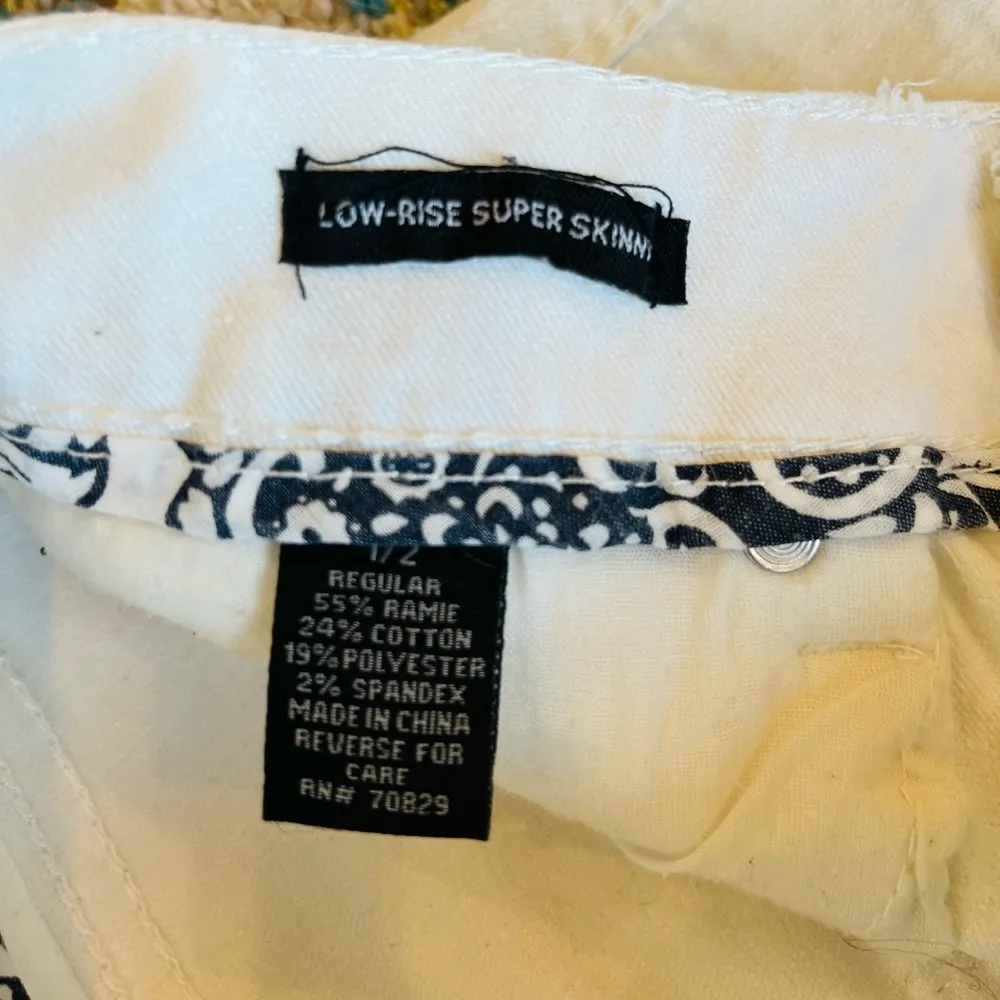 LOW-RISE SUPER SKINNY
1/2
REGULAR
55% RAMIE
24% COTTON
19% POLYESTER
2% SPANDEX
MADE IN CHINA
REVERSE FOR
CARE
RN# 70829